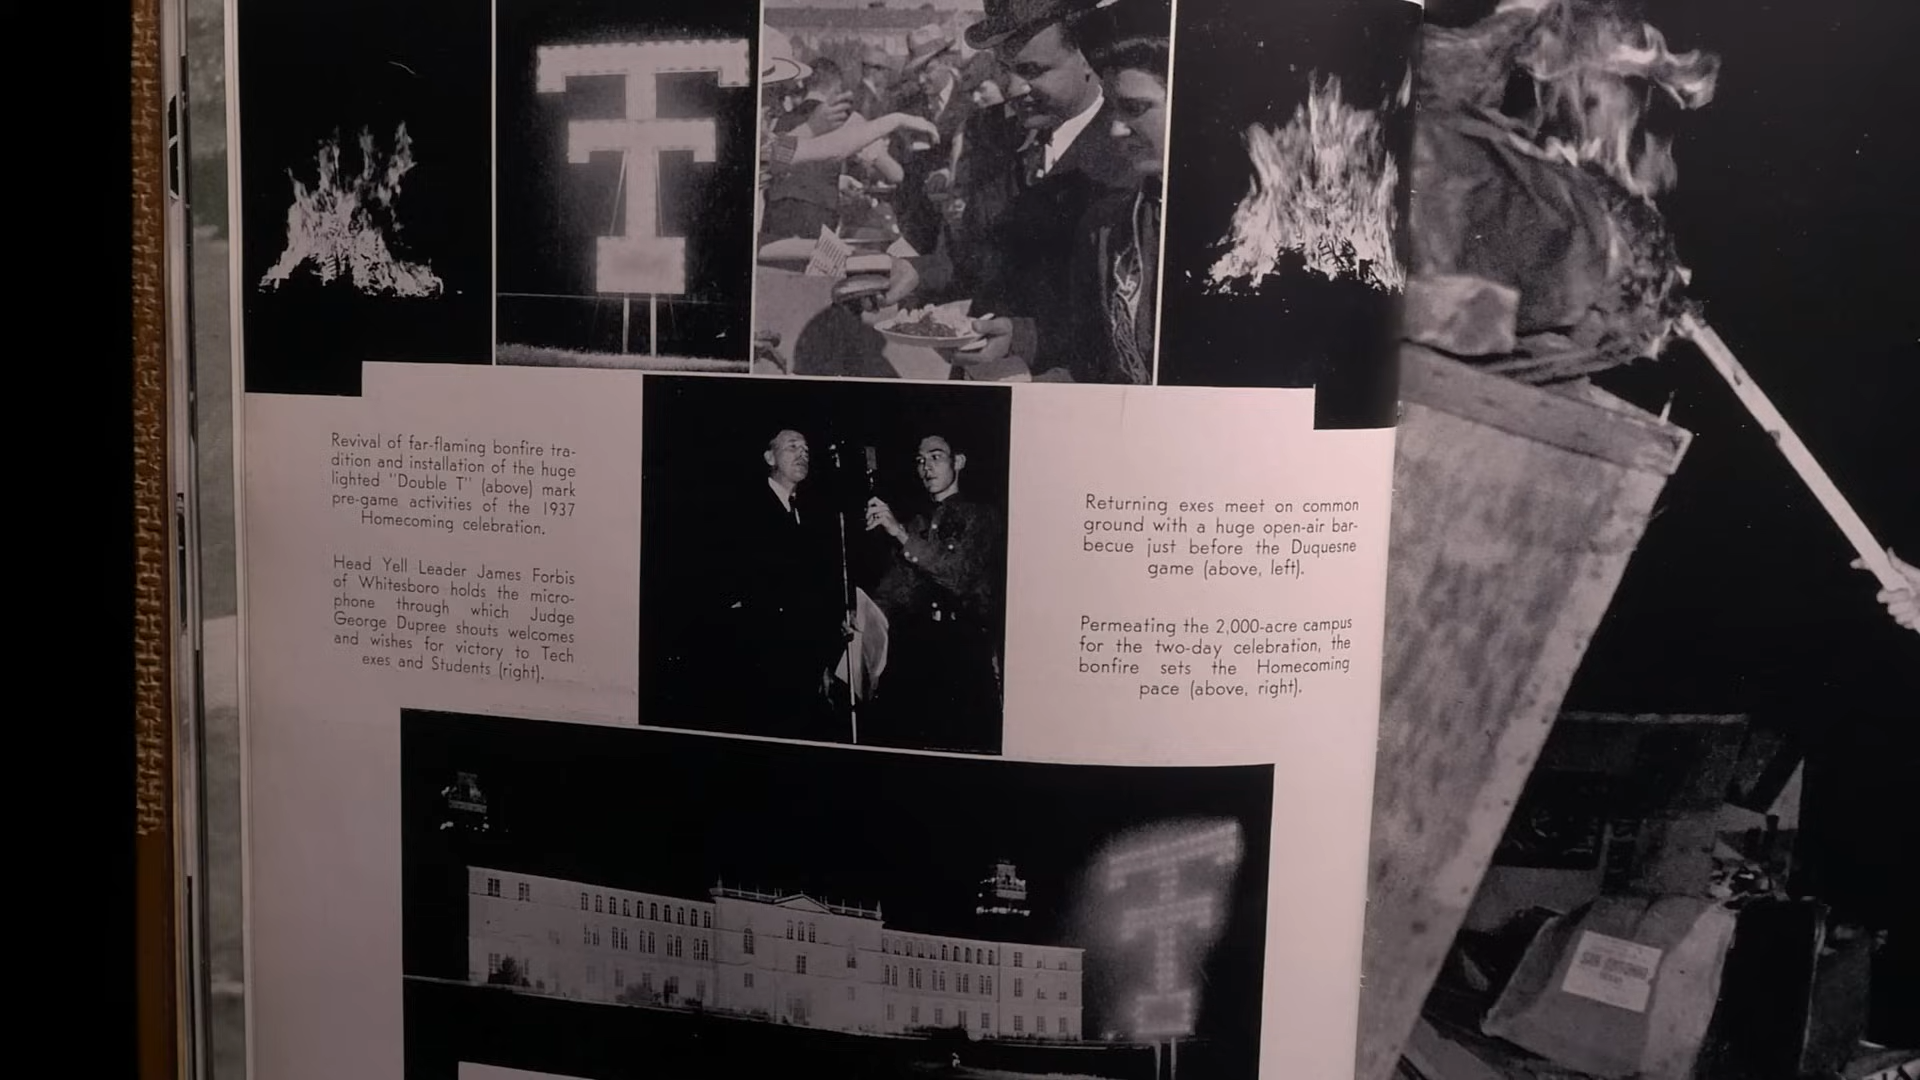 Revival of far-flaming bonfire tra-
dition and installation of the huge
lighted "Double T" (above) mark
pre-game activities of the 1937
Homecoming celebration.
Head Yell Leader James Forbis
of Whitesboro holds the micro-
phone through which Judge
George Dupree shouts welcomes
and wishes for victory to Tech
exes and Students (right).
Returning exes meet on common
ground with a huge open-air bar-
becue just before the Duquesne
game (above, left).
Permeating the 2,000-acre campus
for the two-day celebration, the
bonfire sets the Homecoming
pace (above, right).